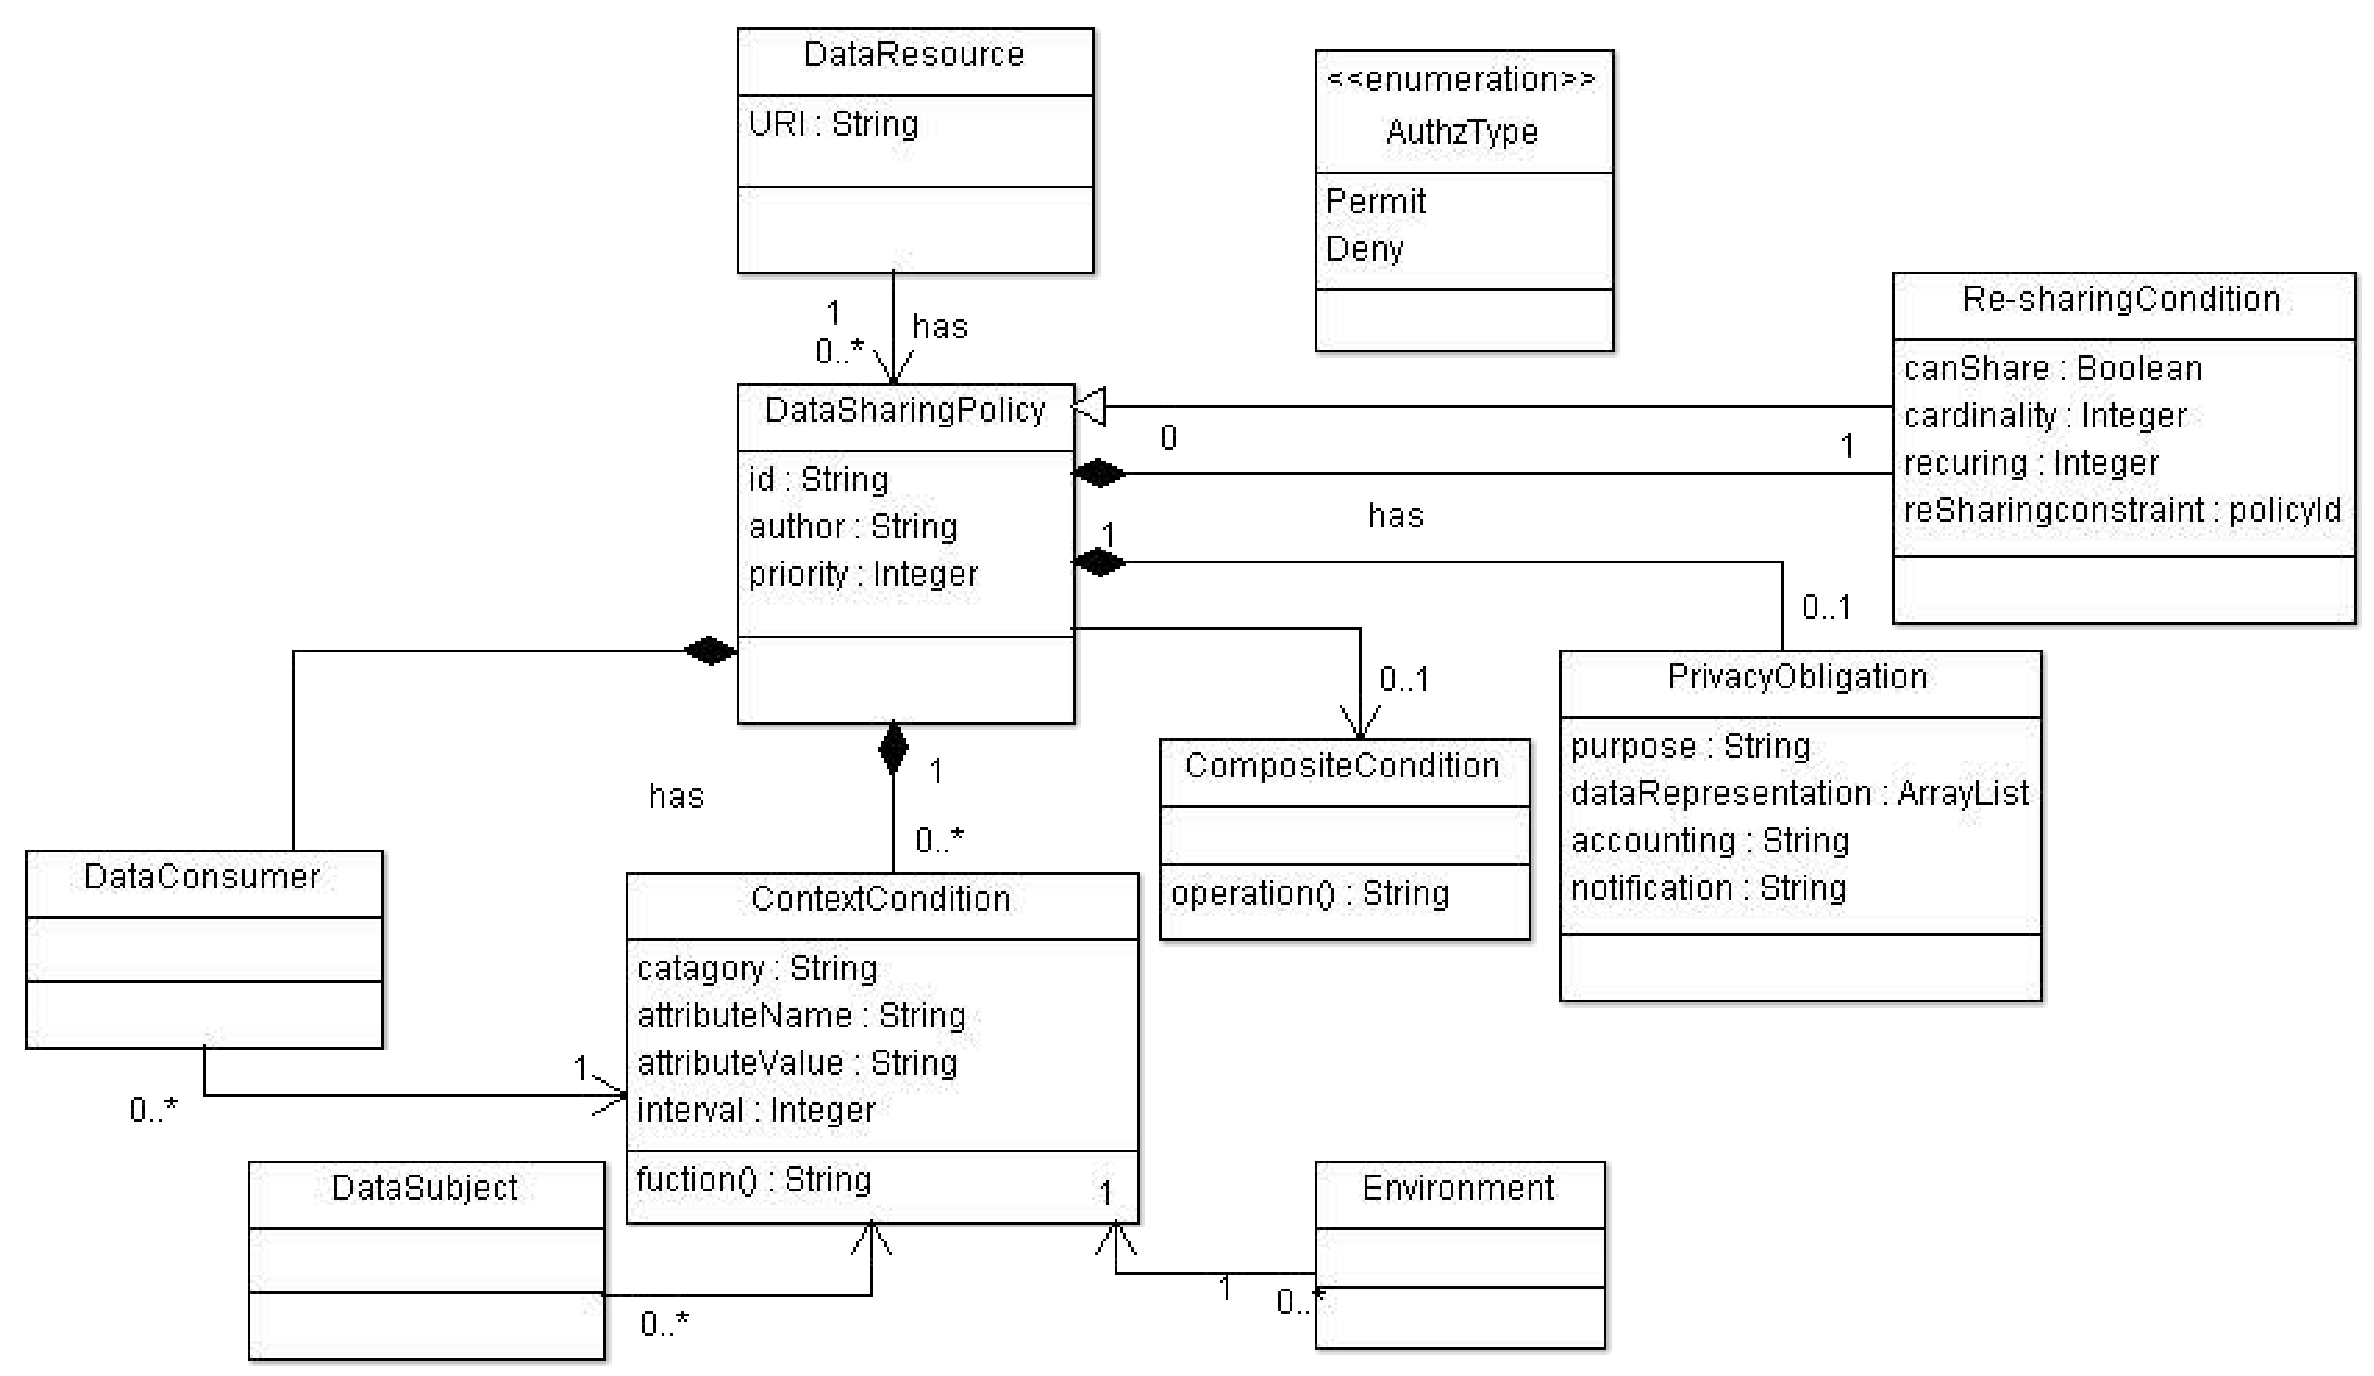 DataResource
URI : String
<<enumeration>>
AuthzType
Permit
Deny
1
0..*
has
Re-sharingCondition
canShare : Boolean
cardinality : Integer
recuring : Integer
reSharingconstraint : policyId
DataSharingPolicy
id : String
author : String
priority : Integer
0
1
has
1
0..1
0..1
PrivacyObligation
purpose : String
dataRepresentation : ArrayList
accounting : String
notification : String
CompositeCondition
operation() : String
1
has
0..*
DataConsumer
ContextCondition
catagory : String
attributeName : String
attributeValue : String
interval : Integer
fuction() : String
1
0..*
1
DataSubject
0..*
Environment
1
0..*